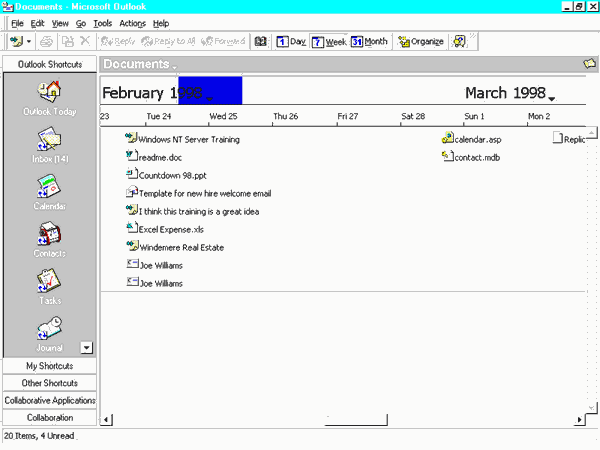 Documents - Microsoft Outlook
File Edit View Go Tools Actions Help
New Reply Reply to All Forward 1 Day 7 Week 31 Month Organize
Outlook Shortcuts
Documents
Outlook Today
Inbox (14)
Calendar
Contacts
Tasks
Journal
My Shortcuts
Other Shortcuts
Collaborative Applications
Collaboration
February 1998 March 1998
23 Tue 24 Wed 25 Thu 26 Fri 27 Sat 28 Sun 1 Mon 2
Windows NT Server Training calendar.asp Replic
readme.doc contact.mdb
Countdown 98.ppt
Template for new hire welcome email
I think this training is a great idea
Excel Expense.xls
Windemere Real Estate
Joe Williams
Joe Williams
20 Items, 4 Unread